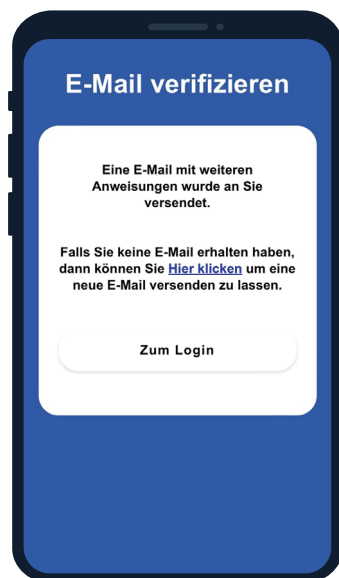 E-Mail verifizieren
Eine E-Mail mit weiteren
Anweisungen wurde an Sie
versendet.
Falls Sie keine E-Mail erhalten haben,
dann können Sie Hier klicken um eine
neue E-Mail versenden zu lassen.
Zum Login